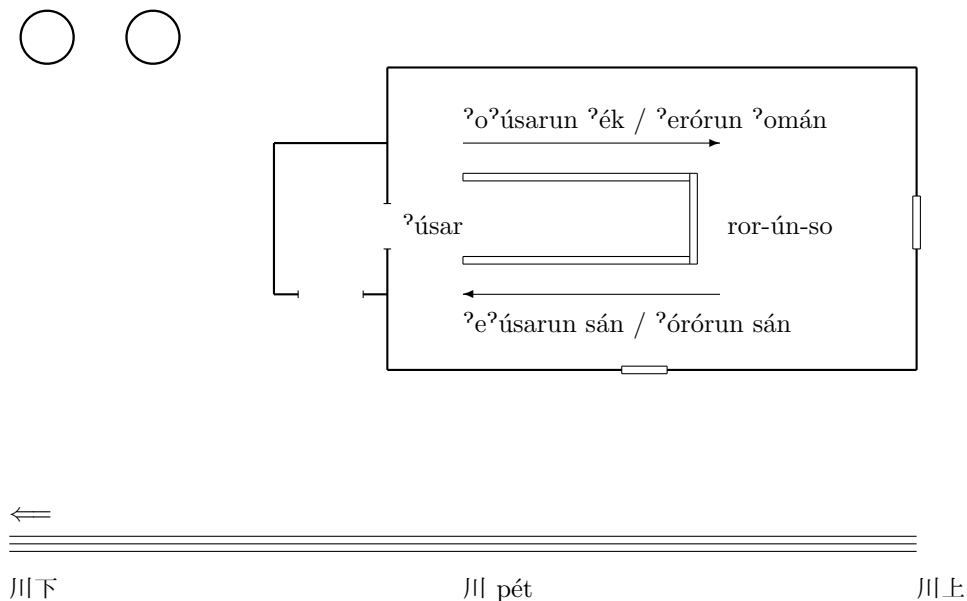 ˀoˀúsarun ˀék / ˀerórun ˀomán
ˀúsar
ror-ún-so
ˀeˀúsarun sán / ˀórórun sán
川下
川 pét
川上